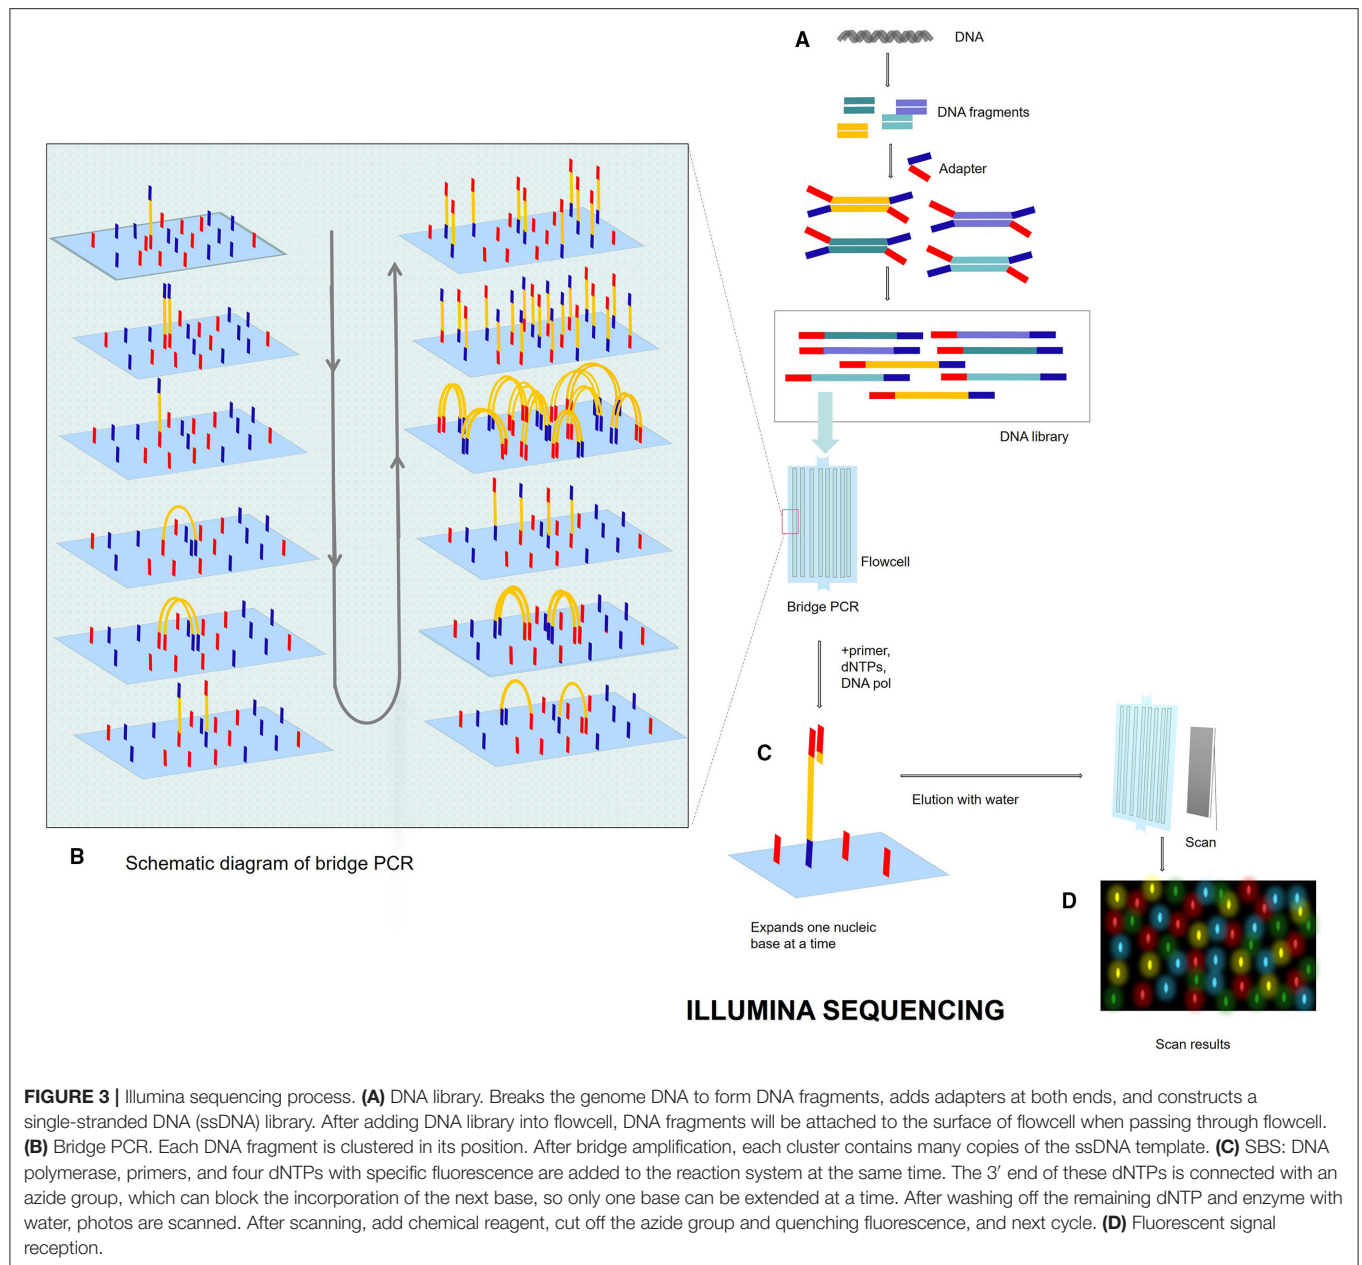 A
DNA
DNA fragments
Adapter
DNA library
Flowcell
Bridge PCR
+primer,
dNTPs,
DNA pol
B
Schematic diagram of bridge PCR
C
Elution with water
Scan
Expands one nucleic
base at a time
D
ILLUMINA SEQUENCING
Scan results
FIGURE 3 | Illumina sequencing process. (A) DNA library. Breaks the genome DNA to form DNA fragments, adds adapters at both ends, and constructs a
single-stranded DNA (ssDNA) library. After adding DNA library into flowcell, DNA fragments will be attached to the surface of flowcell when passing through flowcell.
(B) Bridge PCR. Each DNA fragment is clustered in its position. After bridge amplification, each cluster contains many copies of the ssDNA template. (C) SBS: DNA
polymerase, primers, and four dNTPs with specific fluorescence are added to the reaction system at the same time. The 3′ end of these dNTPs is connected with an
azide group, which can block the incorporation of the next base, so only one base can be extended at a time. After washing off the remaining dNTP and enzyme with
water, photos are scanned. After scanning, add chemical reagent, cut off the azide group and quenching fluorescence, and next cycle. (D) Fluorescent signal
reception.